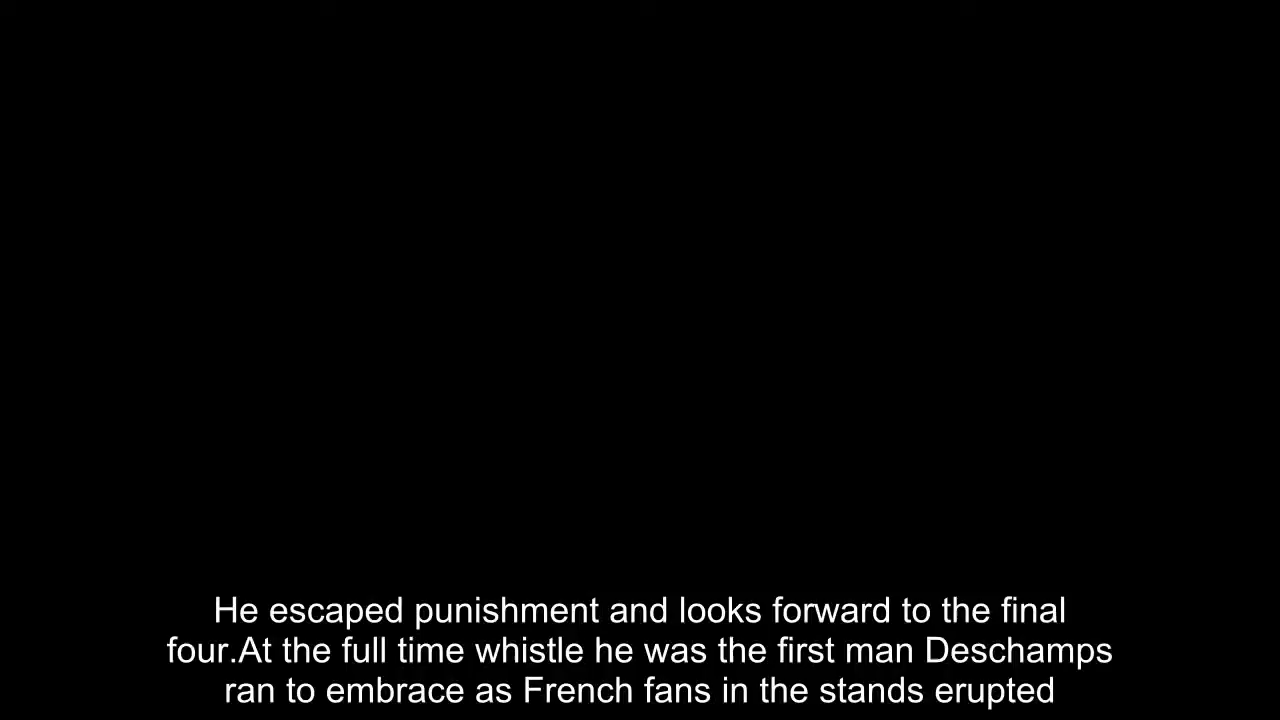 He escaped punishment and looks forward to the final
four.At the full time whistle he was the first man Deschamps
ran to embrace as French fans in the stands erupted